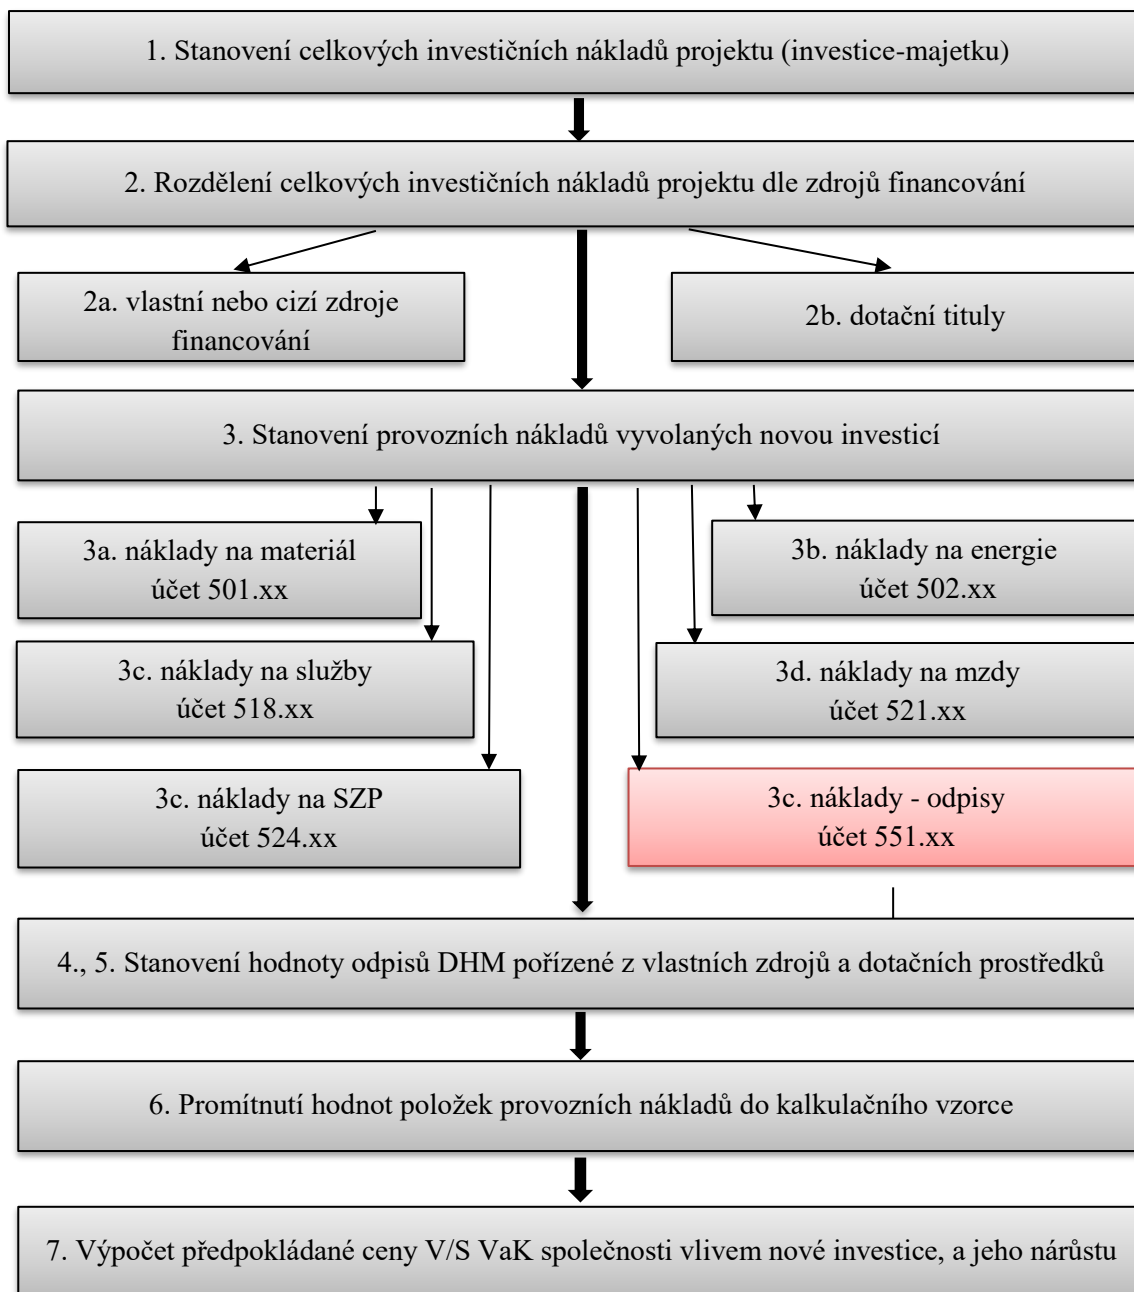 1. Stanovení celkových investičních nákladů projektu (investice-majetku)
2. Rozdělení celkových investičních nákladů projektu dle zdrojů financování
2a. vlastní nebo cizí zdroje
financování
2b. dotační tituly
3. Stanovení provozních nákladů vyvolaných novou investicí
3a. náklady na materiál
účet 501.xx
3b. náklady na energie
účet 502.xx
3c. náklady na služby
účet 518.xx
3d. náklady na mzdy
účet 521.xx
3c. náklady na SZP
účet 524.xx
3c. náklady - odpisy
účet 551.xx
4., 5. Stanovení hodnoty odpisů DHM pořízené z vlastních zdrojů a dotačních prostředků
6. Promítnutí hodnot položek provozních nákladů do kalkulačního vzorce
7. Výpočet předpokládané ceny V/S VaK společnosti vlivem nové investice, a jeho nárůstu